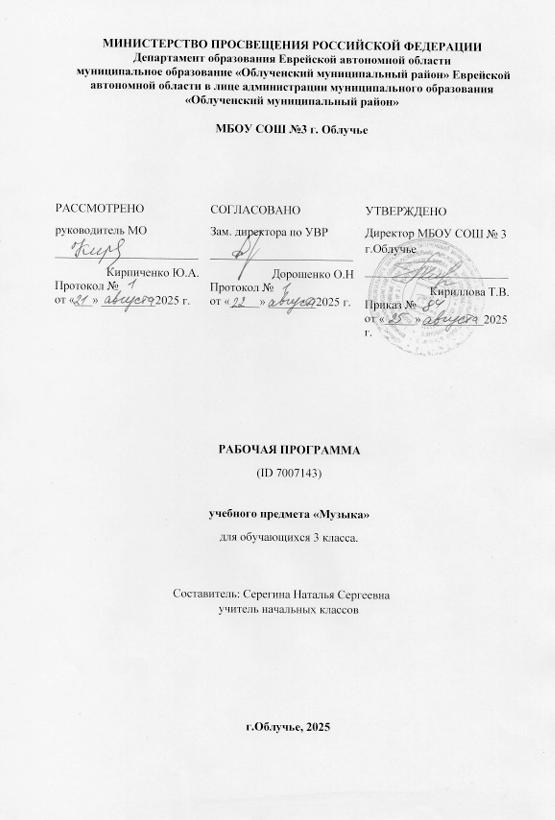 МИНИСТЕРСТВО ПРОСВЕЩЕНИЯ РОССИЙСКОЙ ФЕДЕРАЦИИ
Департамент образования Еврейской автономной области
муниципальное образование «Облученский муниципальный район» Еврейской
автономной области в лице администрации муниципального образования
«Облученский муниципальный район»
МБОУ СОШ №3 г. Облучье
РАССМОТРЕНО
руководитель МО
Кирпиченко Ю.А.
Протокол № 1
от «21» августа 2025 г.
СОГЛАСОВАНО
Зам. директора по УВР
Дорошенко О.Н
Протокол № 1
от «22» августа 2025 г.
УТВЕРЖДЕНО
Директор МБОУ СОШ № 3
г.Облучье
Кириллова Т.В.
Приказ № 84
от «25» августа 2025
г.
РАБОЧАЯ ПРОГРАММА
(ID 7007143)
учебного предмета «Музыка»
для обучающихся 3 класса.
Составитель: Серегина Наталья Сергеевна
учитель начальных классов
г.Облучье, 2025